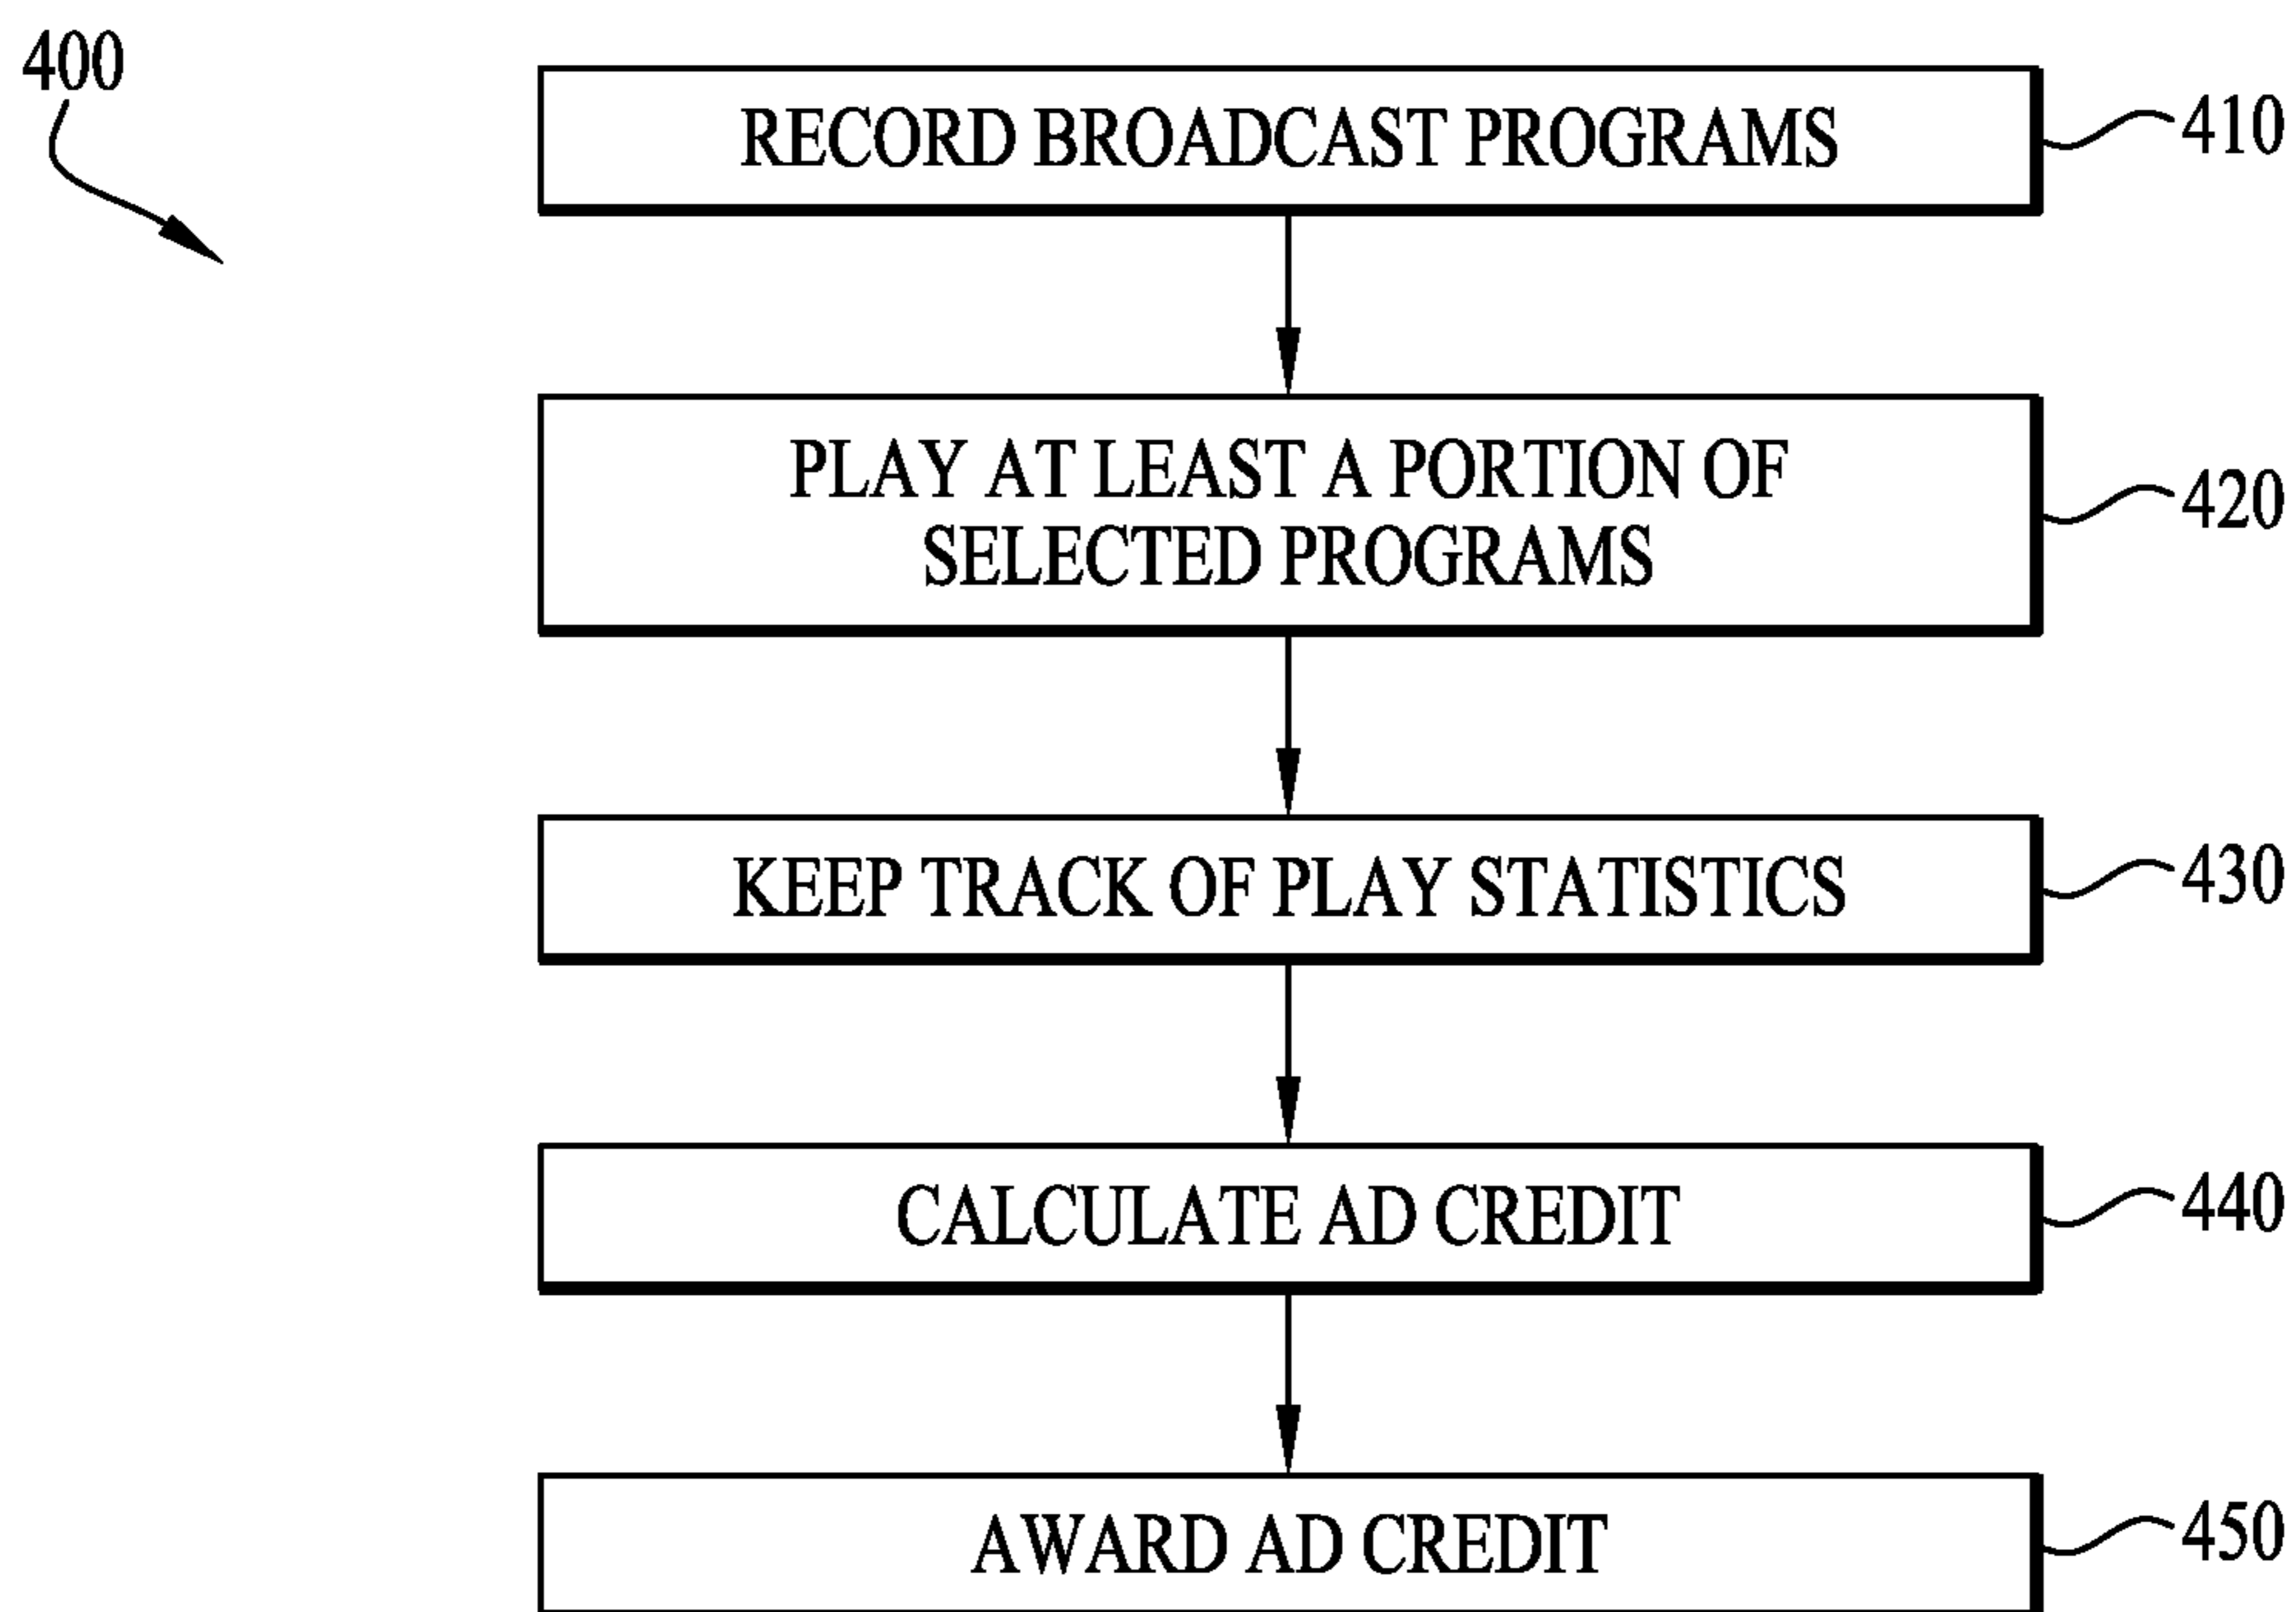 400
RECORD BROADCAST PROGRAMS
410
PLAY AT LEAST A PORTION OF
SELECTED PROGRAMS
420
KEEP TRACK OF PLAY STATISTICS
430
CALCULATE AD CREDIT
440
AWARD AD CREDIT
450